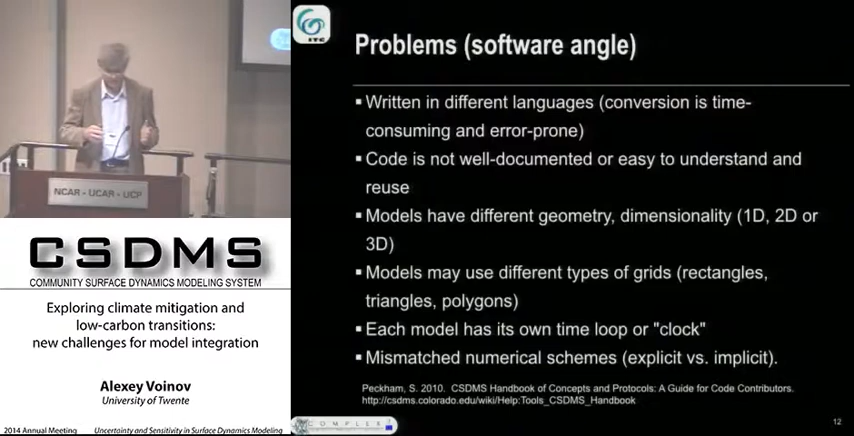 NCAR - UCAR - UCP
CSDMS
COMMUNITY SURFACE DYNAMICS MODELING SYSTEM
Exploring climate mitigation and
low-carbon transitions:
new challenges for model integration
Alexey Voinov
University of Twente
2014 Annual Meeting
Uncertainty and Sensitivity in Surface Dynamics Modeling
ITC
Problems (software angle)
▪ Written in different languages (conversion is time-
consuming and error-prone)
▪ Code is not well-documented or easy to understand and
reuse
▪ Models have different geometry, dimensionality (1D, 2D or
3D)
▪ Models may use different types of grids (rectangles,
triangles, polygons)
▪ Each model has its own time loop or "clock"
▪ Mismatched numerical schemes (explicit vs. implicit).
Peckham, S. 2010. CSDMS Handbook of Concepts and Protocols: A Guide for Code Contributors.
http://csdms.colorado.edu/wiki/Help:Tools_CSDMS_Handbook
COMPLEX
12